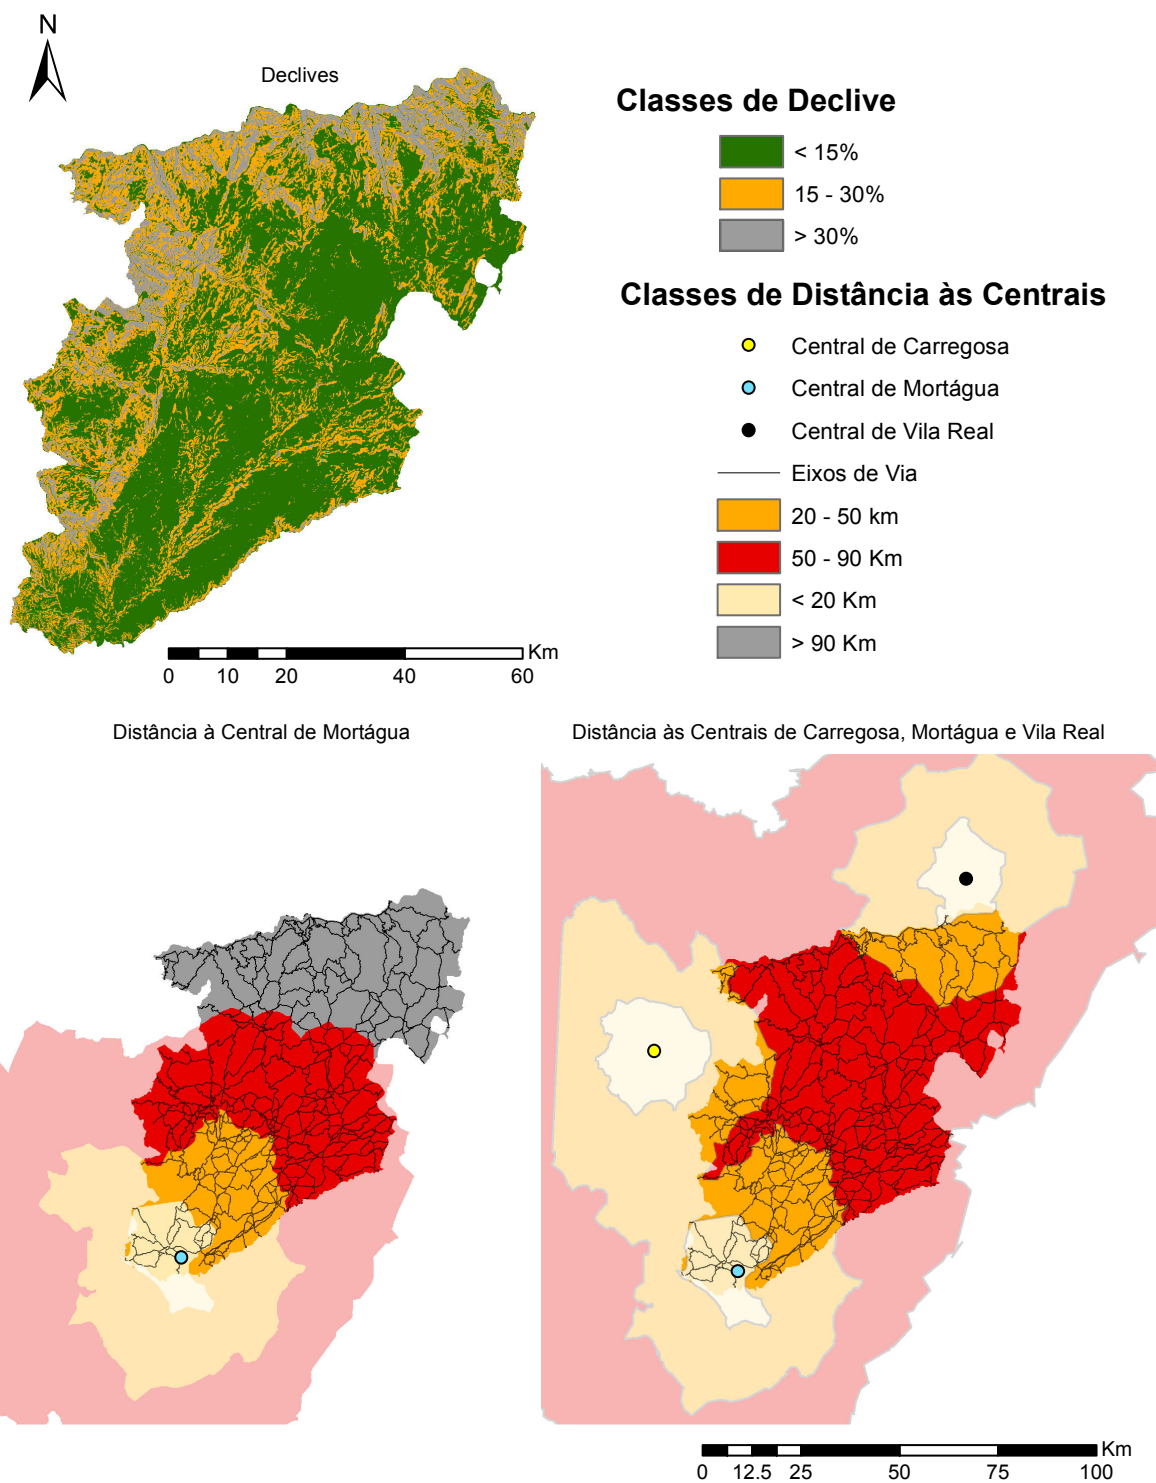 N
Declives
Classes de Declive
< 15%
15 - 30%
> 30%
Classes de Distância às Centrais
Central de Carregosa
Central de Mortágua
Central de Vila Real
Eixos de Via
20 - 50 km
50 - 90 Km
< 20 Km
> 90 Km
Km
0 10 20 40 60
Distância à Central de Mortágua
Distância às Centrais de Carregosa, Mortágua e Vila Real
Km
0 12.5 25 50 75 100